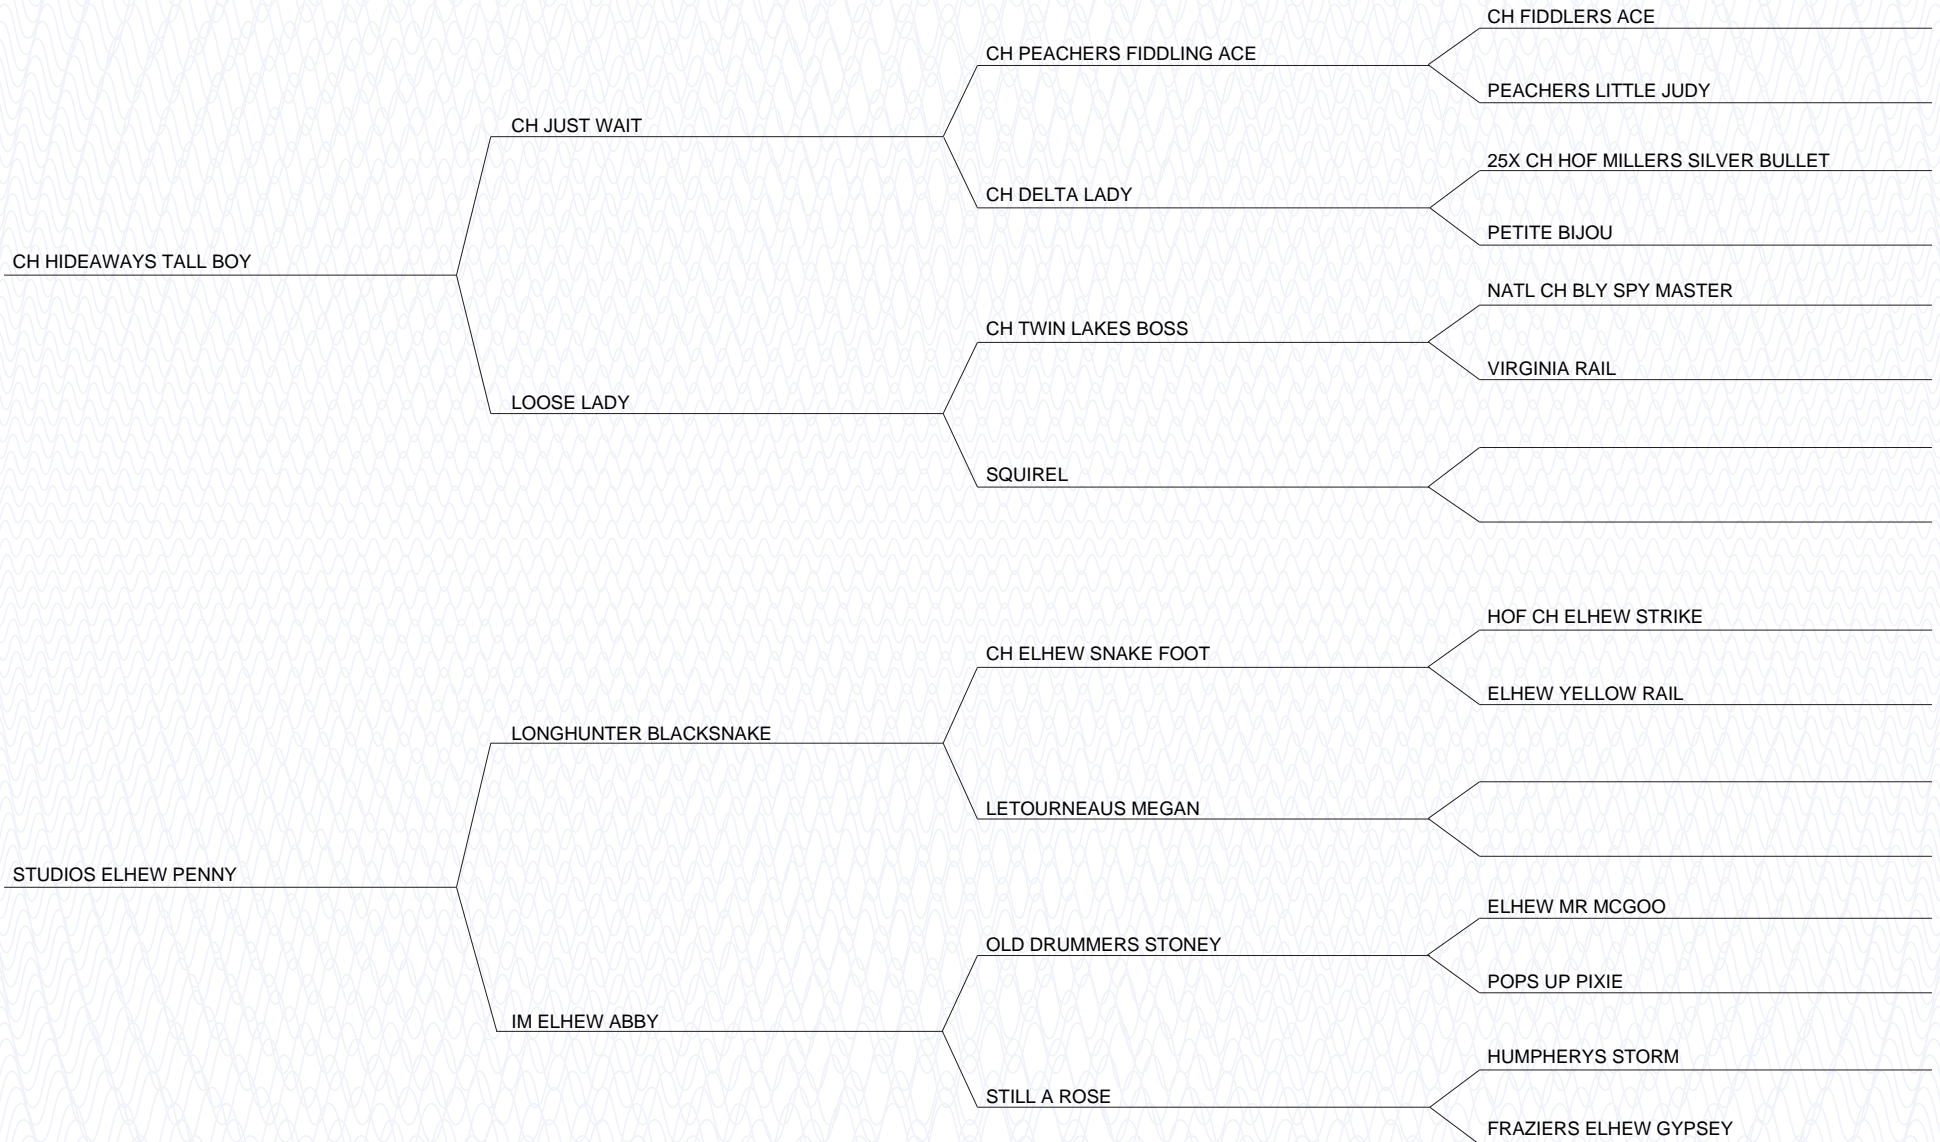 CH FIDDLERS ACE
CH PEACHERS FIDDLING ACE
PEACHERS LITTLE JUDY
CH JUST WAIT
25X CH HOF MILLERS SILVER BULLET
CH DELTA LADY
PETITE BIJOU
CH HIDEAWAYS TALL BOY
NATL CH BLY SPY MASTER
CH TWIN LAKES BOSS
VIRGINIA RAIL
LOOSE LADY
SQUIREL
HOF CH ELHEW STRIKE
CH ELHEW SNAKE FOOT
ELHEW YELLOW RAIL
LONGHUNTER BLACKSNAKE
LETOURNEAUS MEGAN
STUDIOS ELHEW PENNY
ELHEW MR MCGOO
OLD DRUMMERS STONEY
POPS UP PIXIE
IM ELHEW ABBY
HUMPHERYS STORM
STILL A ROSE
FRAZIERS ELHEW GYPSEY